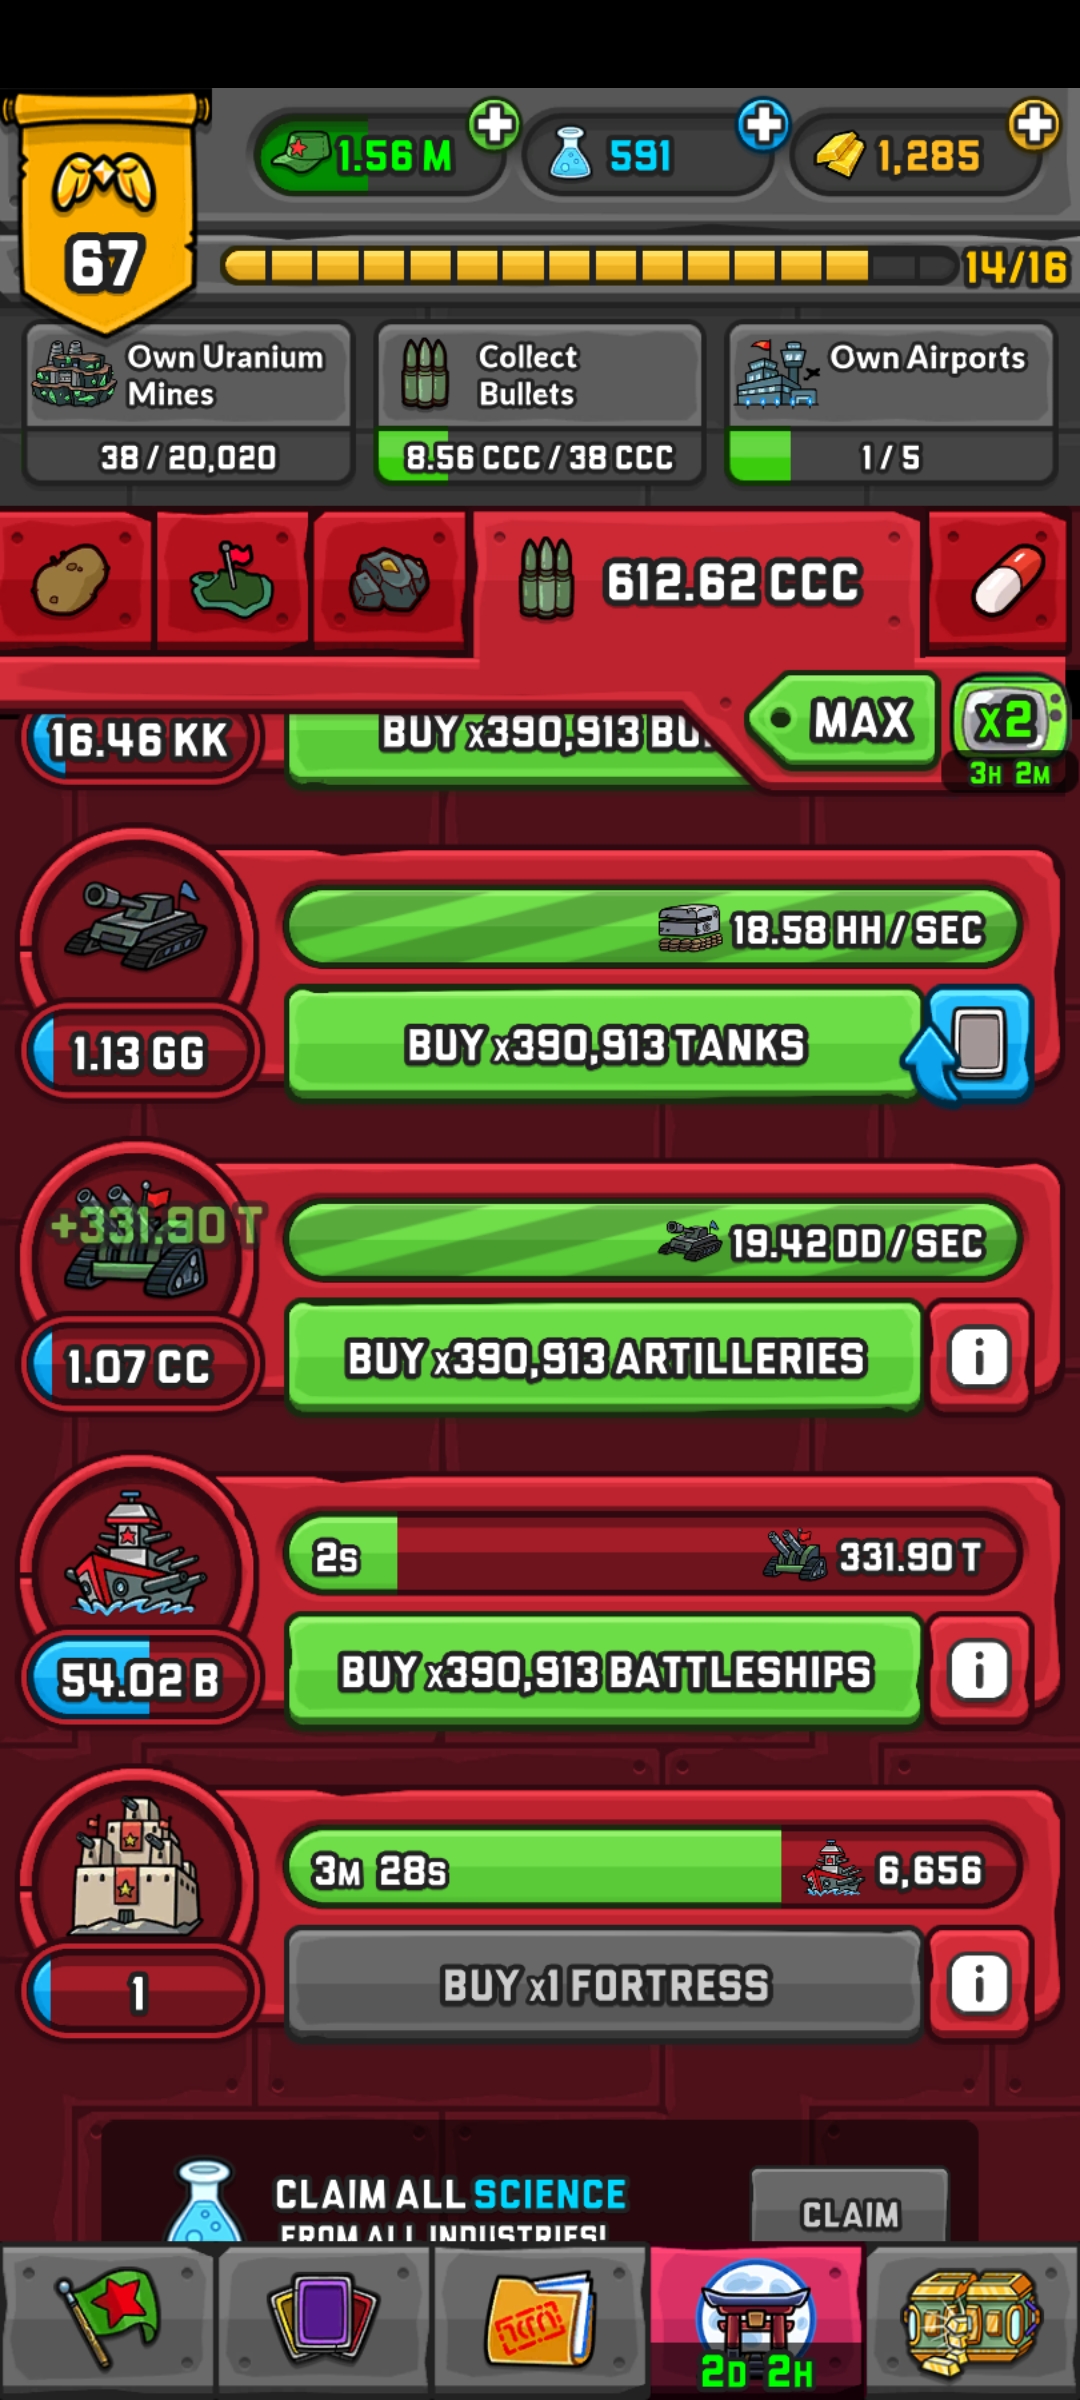 1.56 M
591
1,285
67
14/16
Own Uranium
Mines
38 / 20,020
Collect
Bullets
8.56 CCC / 38 CCC
Own Airports
1 / 5
612.62 CCC
MAX
x2
3H 2M
16.46 KK
BUY x390,913
18.58 HH / SEC
1.13 GG
BUY x390,913 TANKS
+331.90 T
19.42 DD / SEC
1.07 CC
BUY x390,913 ARTILLERIES
i
2S
331.90 T
54.02 B
BUY x390,913 BATTLESHIPS
i
3M 28S
6,656
1
BUY x1 FORTRESS
i
CLAIM ALL SCIENCE
FROM ALL INDUSTRIES!
CLAIM
2D 2H